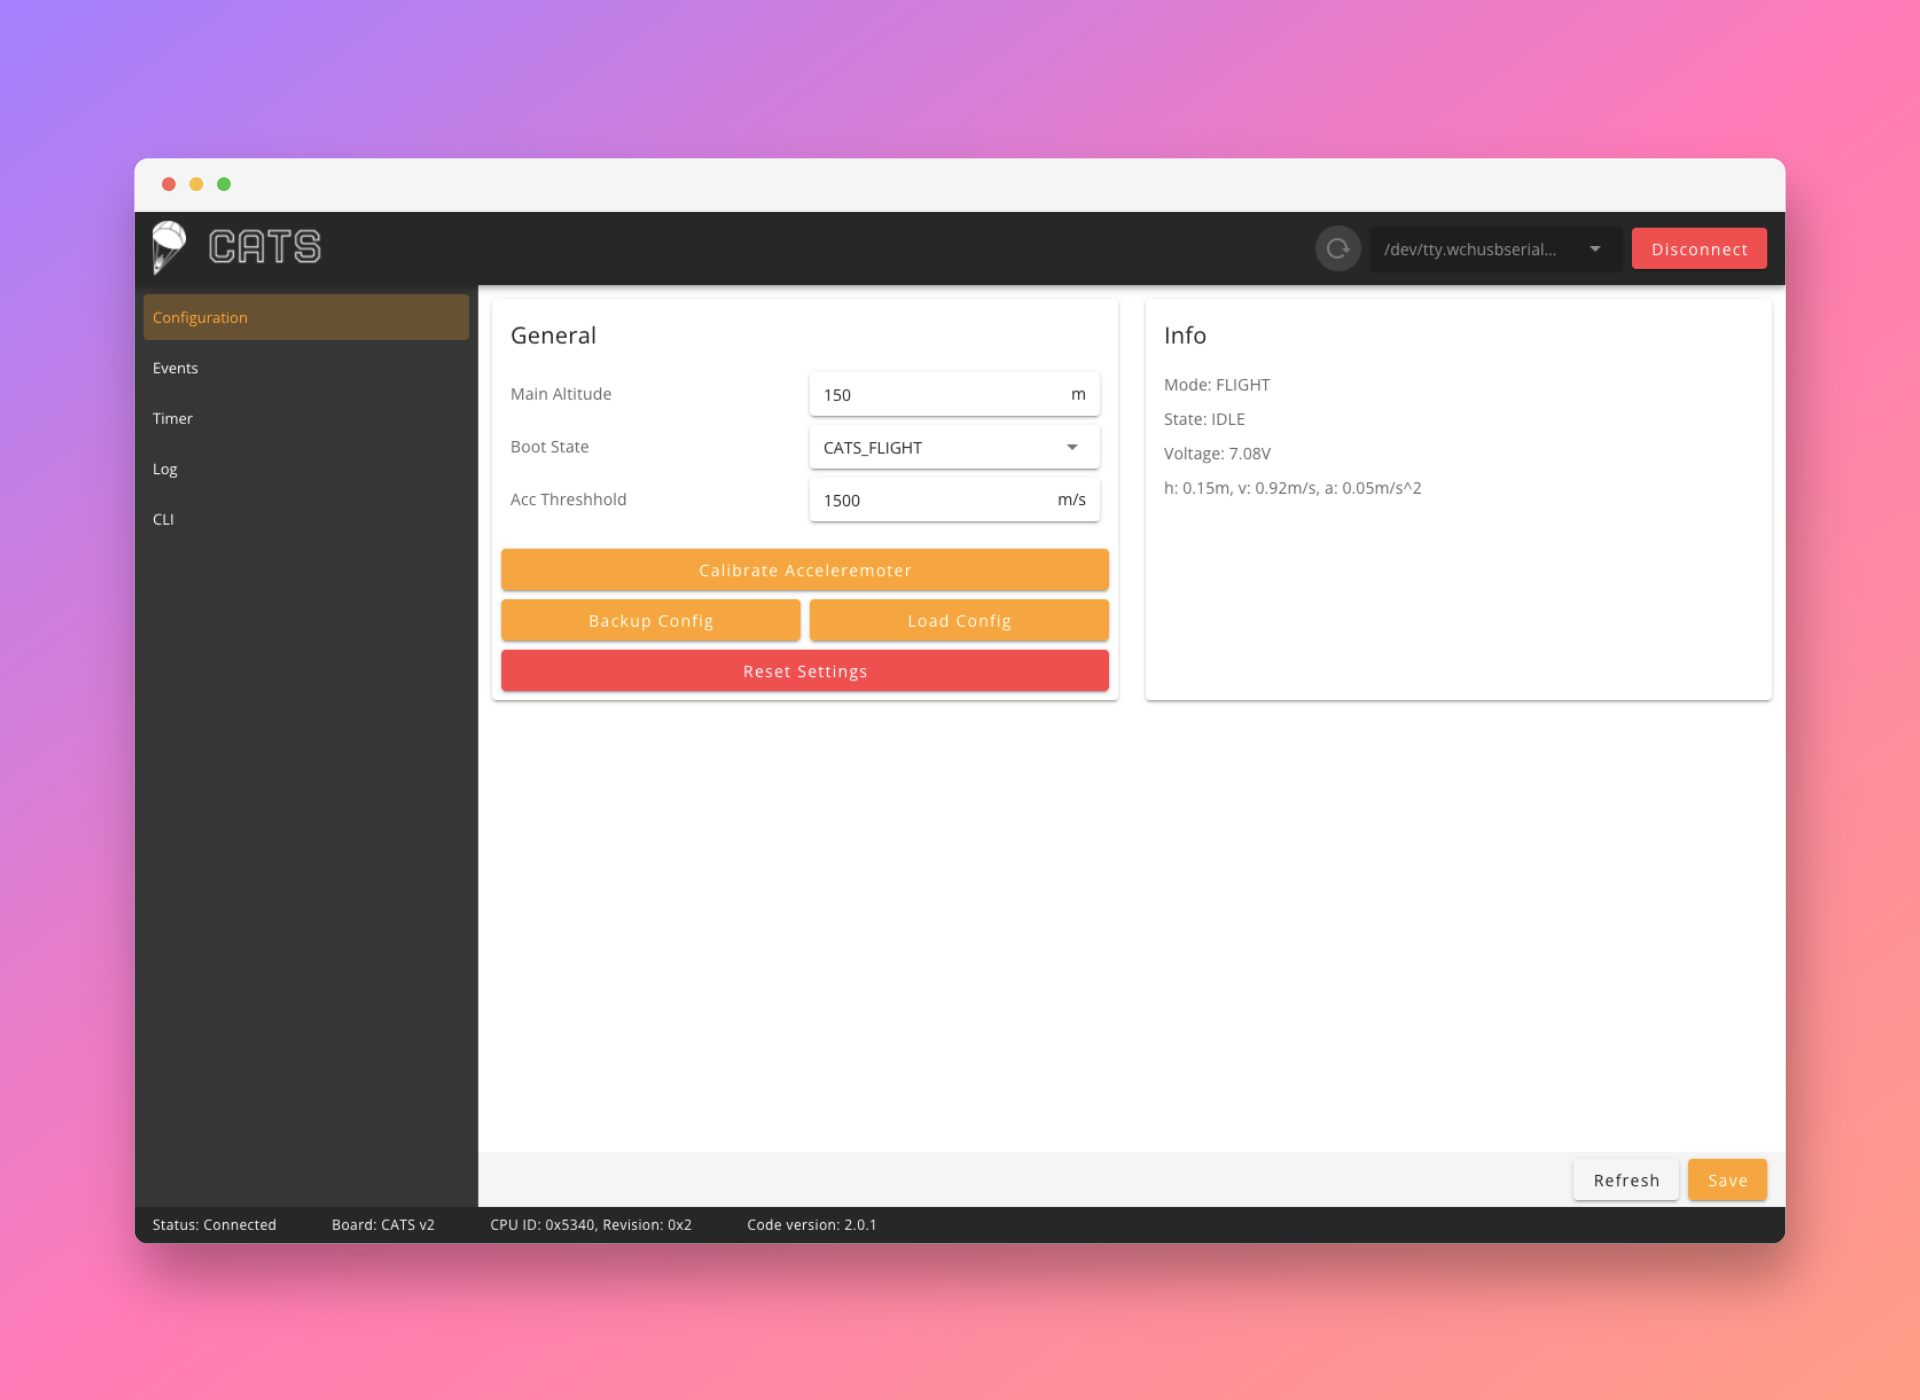 CATS
/dev/tty.wchusbserial...
Disconnect
Configuration
Events
Timer
Log
CLI
General
Main Altitude
150 m
Boot State
CATS_FLIGHT
Acc Threshhold
1500 m/s
Calibrate Acceleremoter
Backup Config
Load Config
Reset Settings
Info
Mode: FLIGHT
State: IDLE
Voltage: 7.08V
h: 0.15m, v: 0.92m/s, a: 0.05m/s^2
Refresh
Save
Status: Connected
Board: CATS v2
CPU ID: 0x5340, Revision: 0x2
Code version: 2.0.1